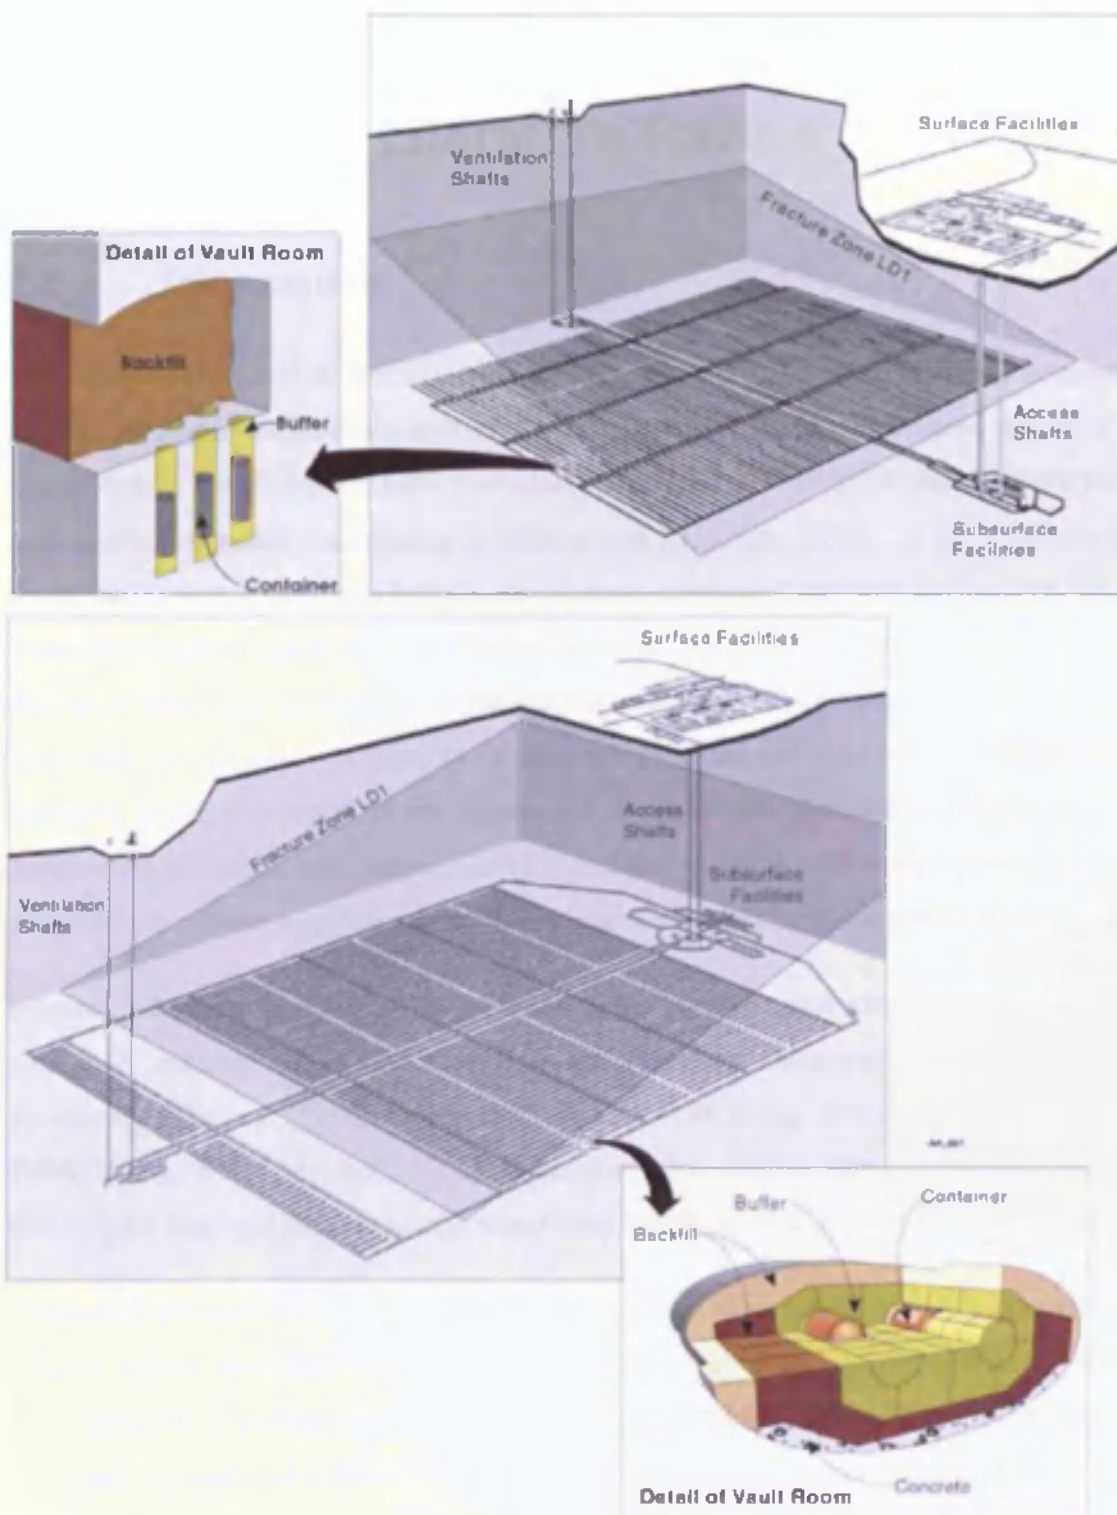 Surface Facilities
Ventilation
Shafts
Fracture Zone LD1
Detail of Vault Room
Backfill
Buffer
Container
Access
Shafts
Subsurface
Facilities
Surface Facilities
Fracture Zone LD1
Access
Shafts
Subsurface
Facilities
Ventilation
Shafts
Buffer
Container
Backfill
Concrete
Detail of Vault Room